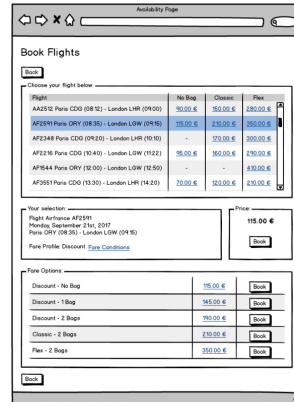 Availability Page
Book Flights
Book
Choose your flight below
Flight No Bag Classic Flex
AA2512 Paris CDG (08:12) - London LHR (09:00) 90.00 € 150.00 € 280.00 €
AF2591 Paris ORY (08:35) - London LGW (09:15) 115.00 € 210.00 € 350.00 €
AF2348 Paris CDG (09:20) - London LHR (10:10) - 170.00 € 300.00 €
AF2216 Paris CDG (10:40) - London LGW (11:22) 95.00 € 160.00 € 290.00 €
AF1544 Paris ORY (12:00) - London LGW (12:50) - - 410.00 €
AF3551 Paris CDG (13:30) - London LHR (14:20) 70.00 € 120.00 € 210.00 €
Your selection:
Flight Airfrance AF2591
Monday, September 21st, 2017
Paris ORY (08:35) - London LGW (09:15)
Fare Profile: Discount Fare Conditions
Price:
115.00 €
Book
Fare Options:
Discount - No Bag 115.00 € Book
Discount - 1 Bag 145.00 € Book
Discount - 2 Bags 190.00 € Book
Classic - 2 Bags 210.00 € Book
Flex - 2 Bags 350.00 € Book
Book